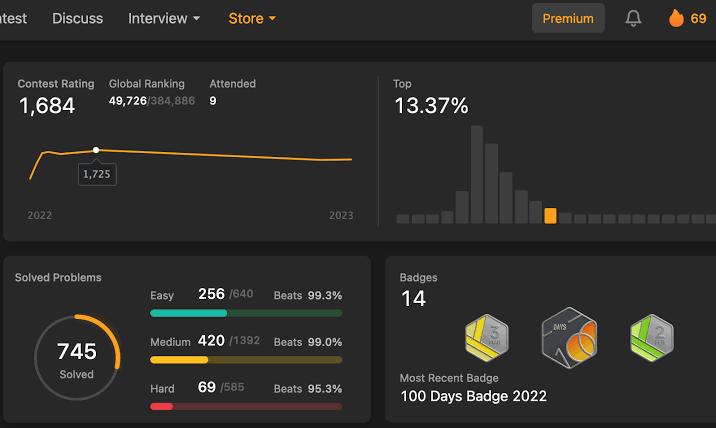 ntest Discuss Interview Store Premium 69
Contest Rating Global Ranking Attended
1,684 49,726/384,886 9
1,725
2022 2023
Top
13.37%
Solved Problems
745
Solved
Easy 256 /640 Beats 99.3%
Medium 420 /1392 Beats 99.0%
Hard 69 /585 Beats 95.3%
Badges
14
3
DAYS
2
Most Recent Badge
100 Days Badge 2022